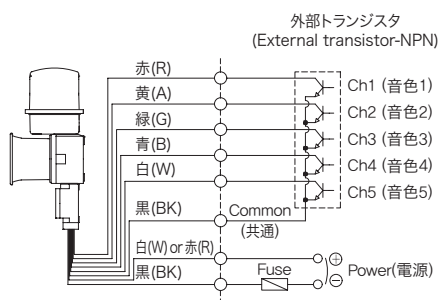 外部トランジスタ
(External transistor-NPN)
赤(R)
Ch1 (音色1)
黄(A)
Ch2 (音色2)
緑(G)
Ch3 (音色3)
青(B)
Ch4 (音色4)
白(W)
Ch5 (音色5)
黒(BK)
Common
(共通)
白(W) or 赤(R)
黒(BK)
Fuse
⊕
⊖
Power(電源)